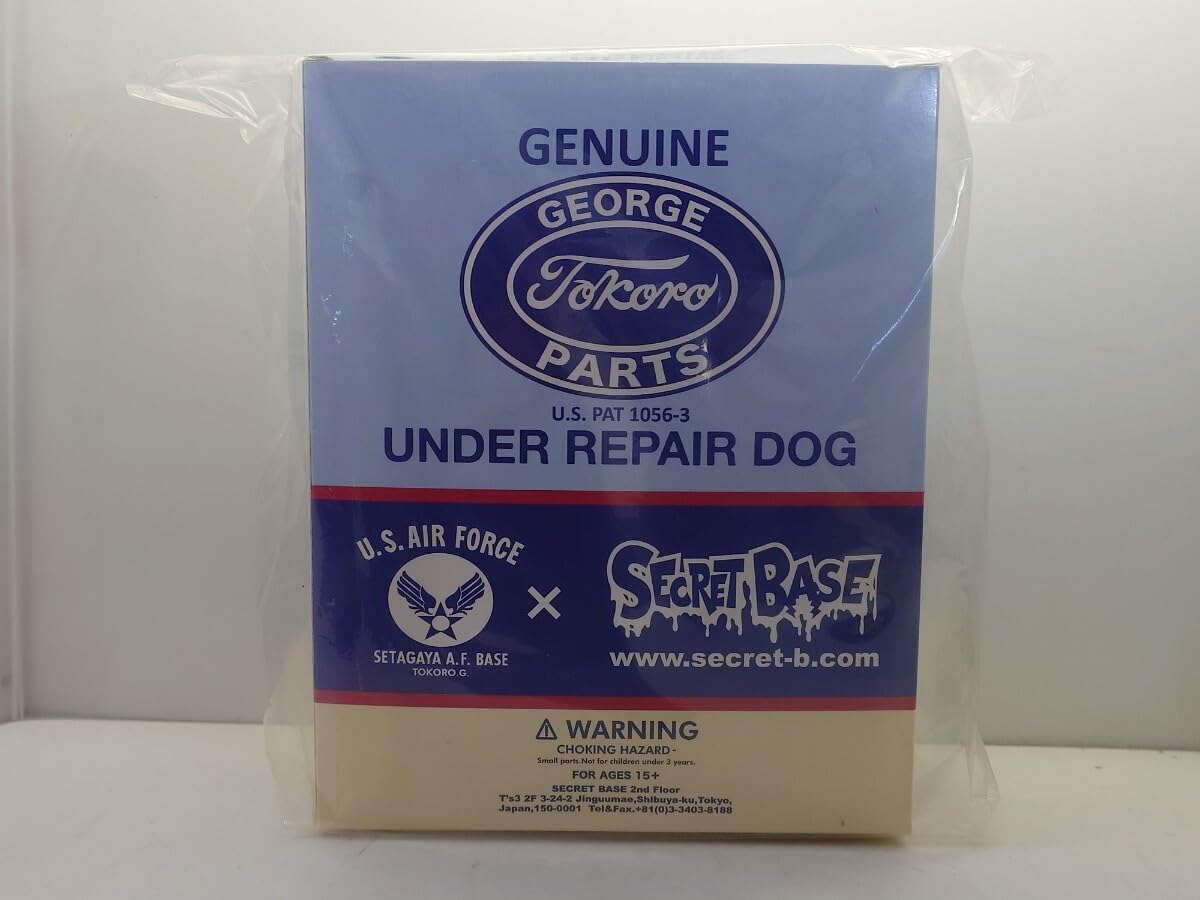 GENUINE
GEORGE
Tokoro
PARTS
U.S. PAT 1056-3
UNDER REPAIR DOG
U.S. AIR FORCE
SETAGAYA A.F. BASE
TOKORO.G.
×
SECRET BASE
www.secret-b.com
⚠ WARNING
CHOKING HAZARD-
Small parts.Not for children under 3 years.
FOR AGES 15+
SECRET BASE 2nd Floor
T's3 2F 3-24-2 Jinguumae,Shibuya-ku,Tokyo,
Japan,150-0001 Tel&Fax.+81(0)3-3403-8188